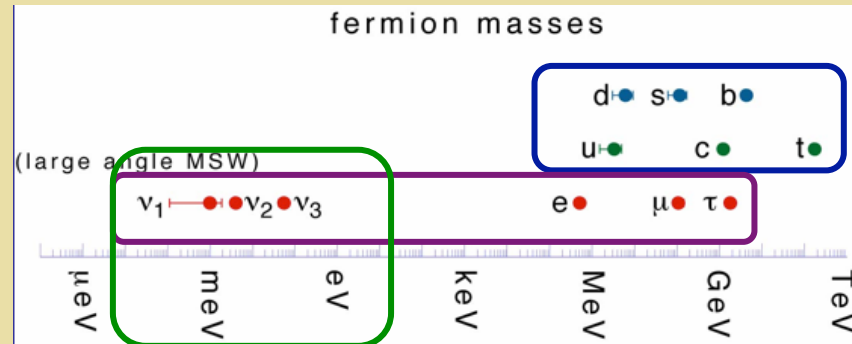 fermion masses
d s b
u c t
(large angle MSW)
ν₁ ν₂ ν₃ e μ τ
μeV meV eV keV MeV GeV TeV